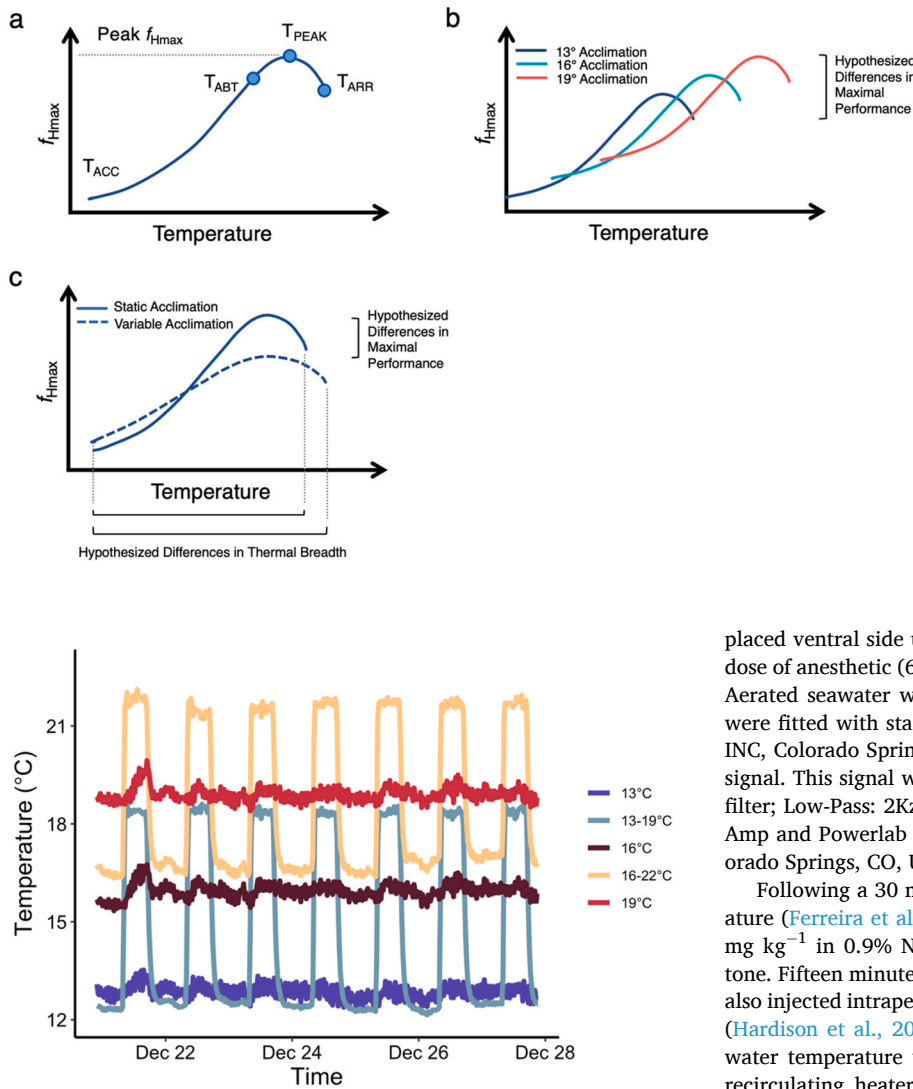 a
Peak fHmax
TPEAK
TABT
TARR
TACC
fHmax
Temperature
b
13° Acclimation
16° Acclimation
19° Acclimation
Hypothesized
Differences in
Maximal
Performance
fHmax
Temperature
c
Static Acclimation
Variable Acclimation
Hypothesized
Differences in
Maximal
Performance
fHmax
Temperature
Hypothesized Differences in Thermal Breadth
Temperature (°C)
21
18
15
12
Dec 22
Dec 24
Dec 26
Dec 28
Time
13°C
13-19°C
16°C
16-22°C
19°C
placed ventral side
dose of anesthetic (6
Aerated seawater w
were fitted with sta
INC, Colorado Sprin
signal. This signal w
filter; Low-Pass: 2Kz
Amp and Powerlab
orado Springs, CO, U
Following a 30 m
ature (Ferreira et al
mg kg−1 in 0.9% N
tone. Fifteen minute
also injected intrape
(Hardison et al., 20
water temperature
recirculating heater